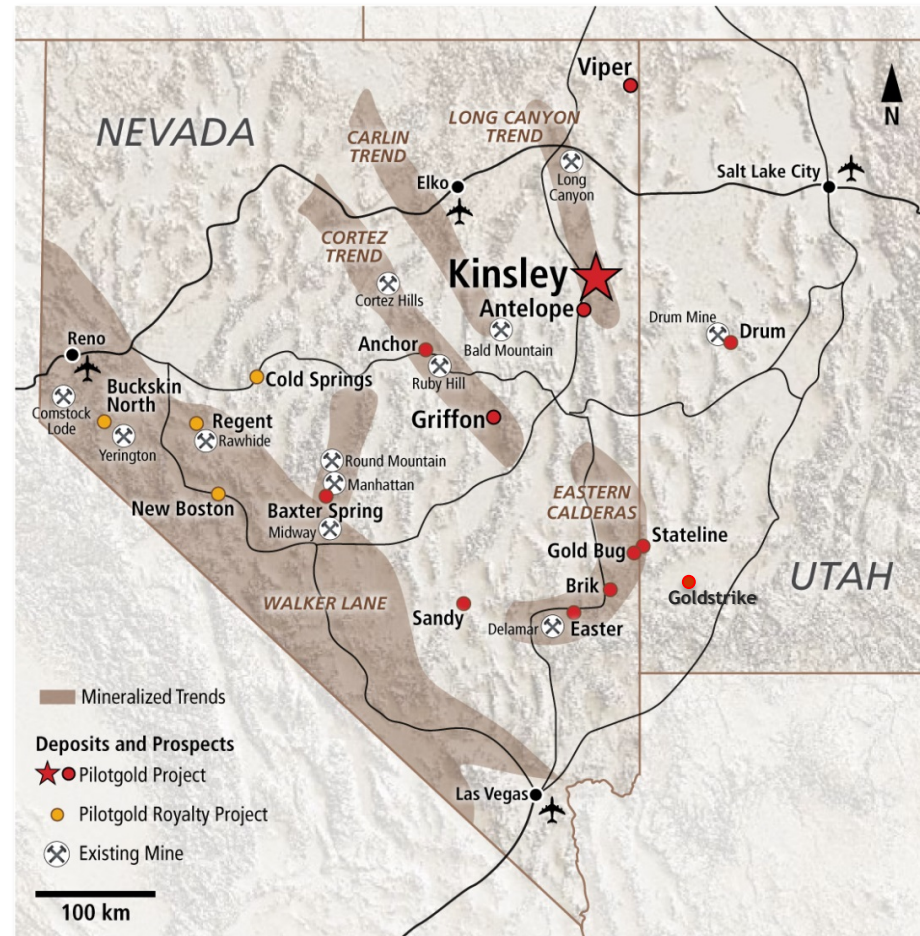 Viper
N
NEVADA
LONG CANYON
TREND
CARLIN
TREND
Long
Canyon
Elko
Salt Lake City
CORTEZ
TREND
Kinsley
Cortez Hills
Antelope
Drum Mine
Drum
Reno
Anchor
Bald Mountain
Ruby Hill
Cold Springs
Buckskin
North
Comstock
Lode
Regent
Griffon
Yerington
Rawhide
Round Mountain
Manhattan
New Boston
Baxter Spring
Midway
EASTERN
CALDERAS
Stateline
Gold Bug
UTAH
Brik
Goldstrike
WALKER LANE
Sandy
Delamar
Easter
Mineralized Trends
Deposits and Prospects
Pilotgold Project
Pilotgold Royalty Project
Existing Mine
Las Vegas
100 km